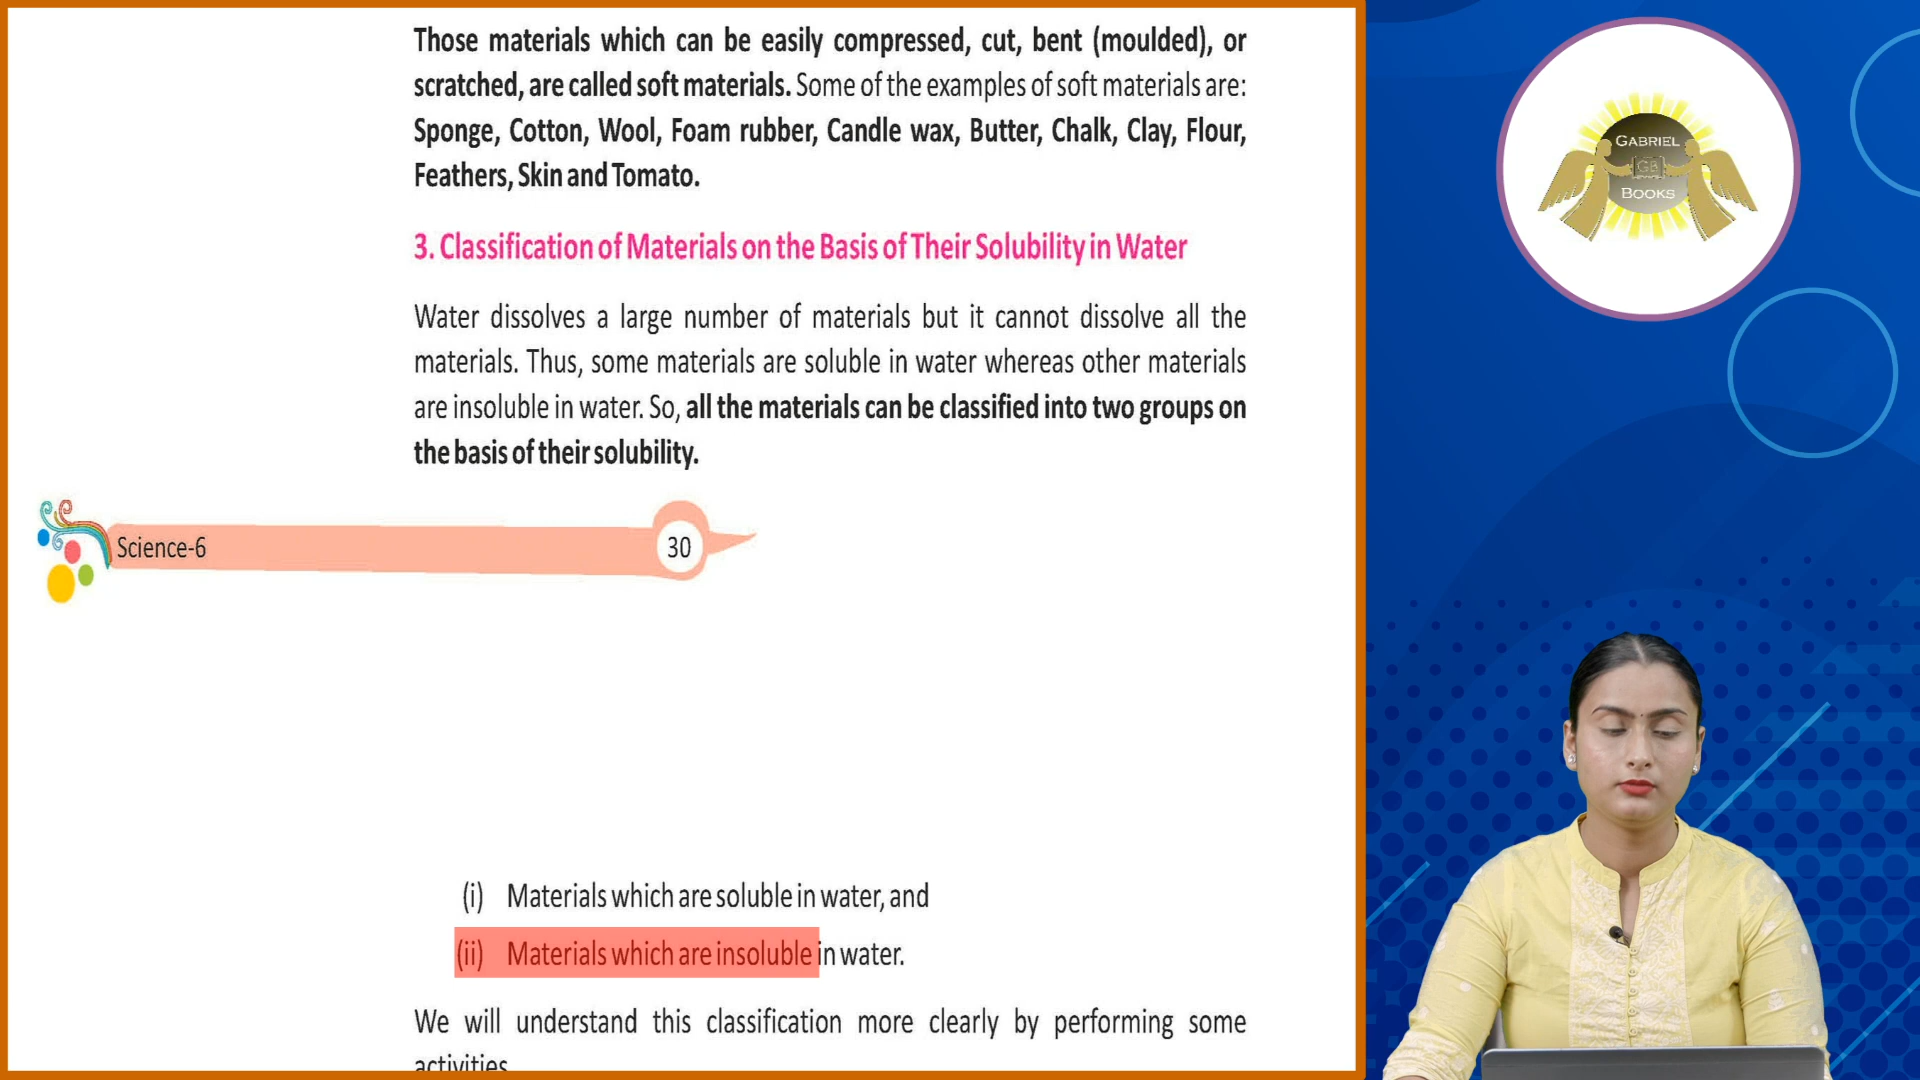 Those materials which can be easily compressed, cut, bent (moulded), or
scratched, are called soft materials. Some of the examples of soft materials are:
Sponge, Cotton, Wool, Foam rubber, Candle wax, Butter, Chalk, Clay, Flour,
Feathers, Skin and Tomato.
3. Classification of Materials on the Basis of Their Solubility in Water
Water dissolves a large number of materials but it cannot dissolve all the
materials. Thus, some materials are soluble in water whereas other materials
are insoluble in water. So, all the materials can be classified into two groups on
the basis of their solubility.
Science-6
30
(i) Materials which are soluble in water, and
(ii) Materials which are insoluble in water.
We will understand this classification more clearly by performing some
activities
GABRIEL
GB
BOOKS